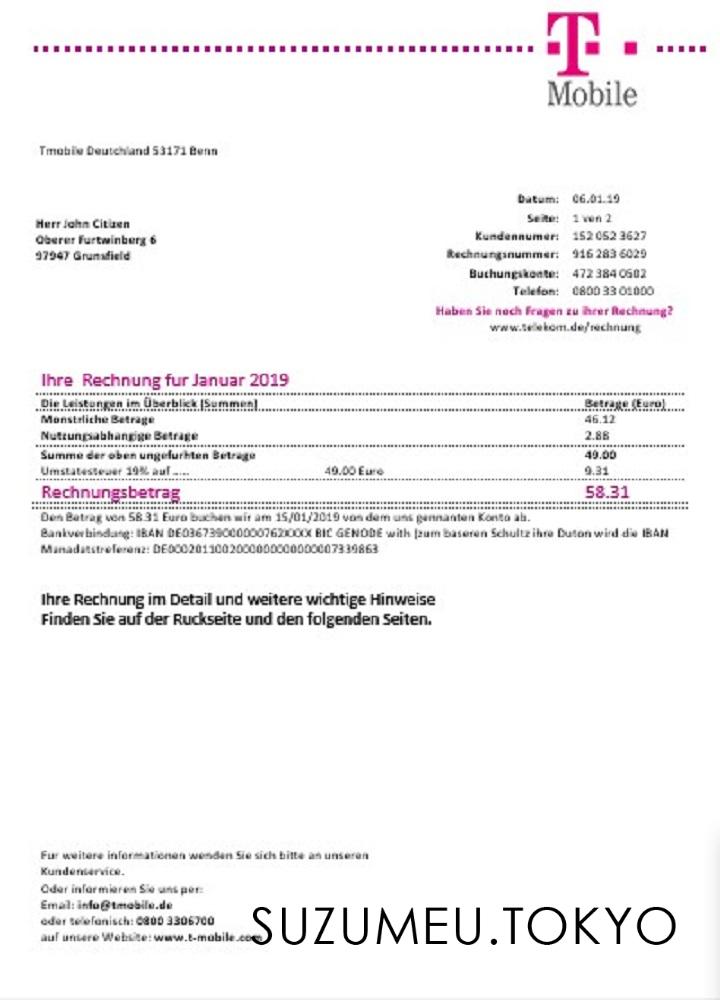 T
Mobile
Tmobile Deutchland 53171 Benn
Datum: 06.01.19
Seite: 1 von 2
Herr John Citizen
Oberer Furtwinberg 6
97947 Grunsfield
Kundennumer: 152 052 3627
Rechnungsnummer: 916 283 6029
Buchungskonte: 472 384 0502
Telefon: 0800 33 01000
Haben Sie noch Fragen zu ihrer Rechnung?
www.telekom.de/rechnung
Ihre Rechnung fur Januar 2019
Die Leistungen im Überblick (Summen) Betrage (Euro)
Monstrliche Betrage 46.12
Nutzungsabhangige Betrage 2.88
Summe der oben ungefurhten Betrage 49.00
Umstatesteuer 19% auf ..... 49.00 Euro 9.31
Rechnungsbetrag 58.31
Den Betrag von 58.31 Euro buchen wir am 15/01/2019 von dem uns gennanten Konto ab.
Bankverbindung: IBAN DE036739000000762XXXX BIC GENODE with (zum baseren Schultz ihre Duton wird die IBAN
Manadatstreferenz:
Ihre Rechnung im Detail und weitere wichtige Hinweise
Finden Sie auf der Ruckseite und den folgenden Seiten.
Fur weitere informationen wenden Sie sich bitte an unseren
Kundenservice.
Oder informieren Sie uns per:
Email: info@tmobile.de
oder telefonisch: 0800 3306700
auf unsere Website: www.t-mobile.com
SUZUMEU.TOKYO